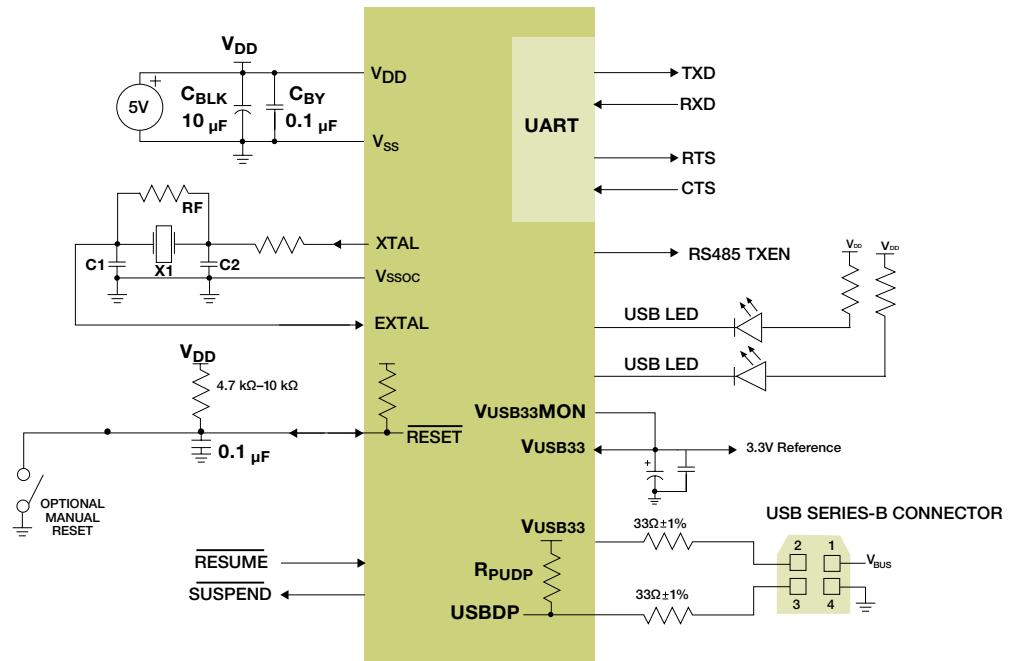 VDD
5V
+
CBLK
10 µF
CBY
0.1 µF
VDD
VSS
UART
TXD
RXD
RTS
CTS
RF
C1
X1
C2
XTAL
VSSOC
EXTAL
RS485 TXEN
VDD
VDD
USB LED
USB LED
VDD
4.7 kΩ–10 kΩ
RESET
0.1 µF
OPTIONAL
MANUAL
RESET
VUSB33MON
VUSB33
3.3V Reference
+
RESUME
SUSPEND
VUSB33
RPUDP
USBDP
33Ω±1%
33Ω±1%
USB SERIES-B CONNECTOR
2 1
3 4
VBUS